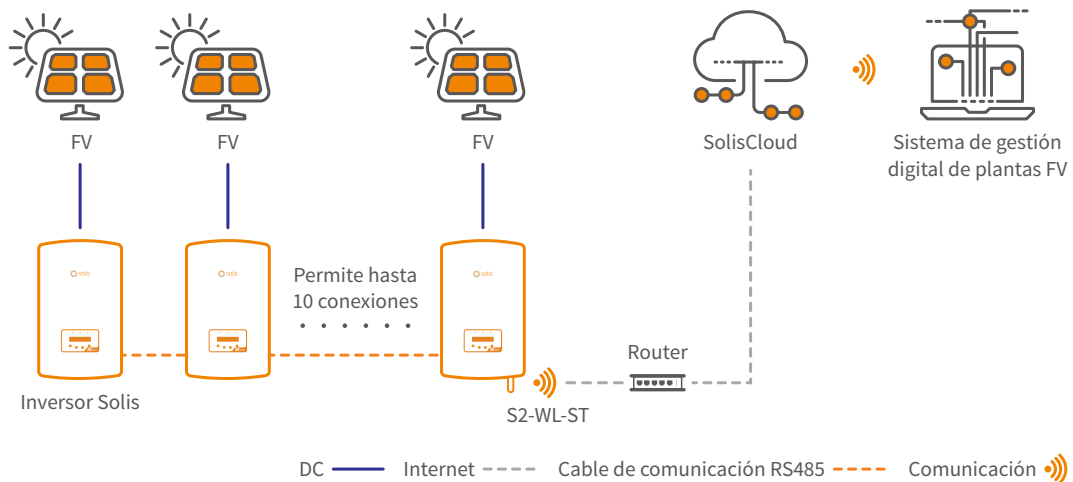 FV
FV
FV
SolisCloud
Sistema de gestión
digital de plantas FV
solis
solis
solis
Permite hasta
10 conexiones
Router
Inversor Solis
S2-WL-ST
DC
Internet
Cable de comunicación RS485
Comunicación